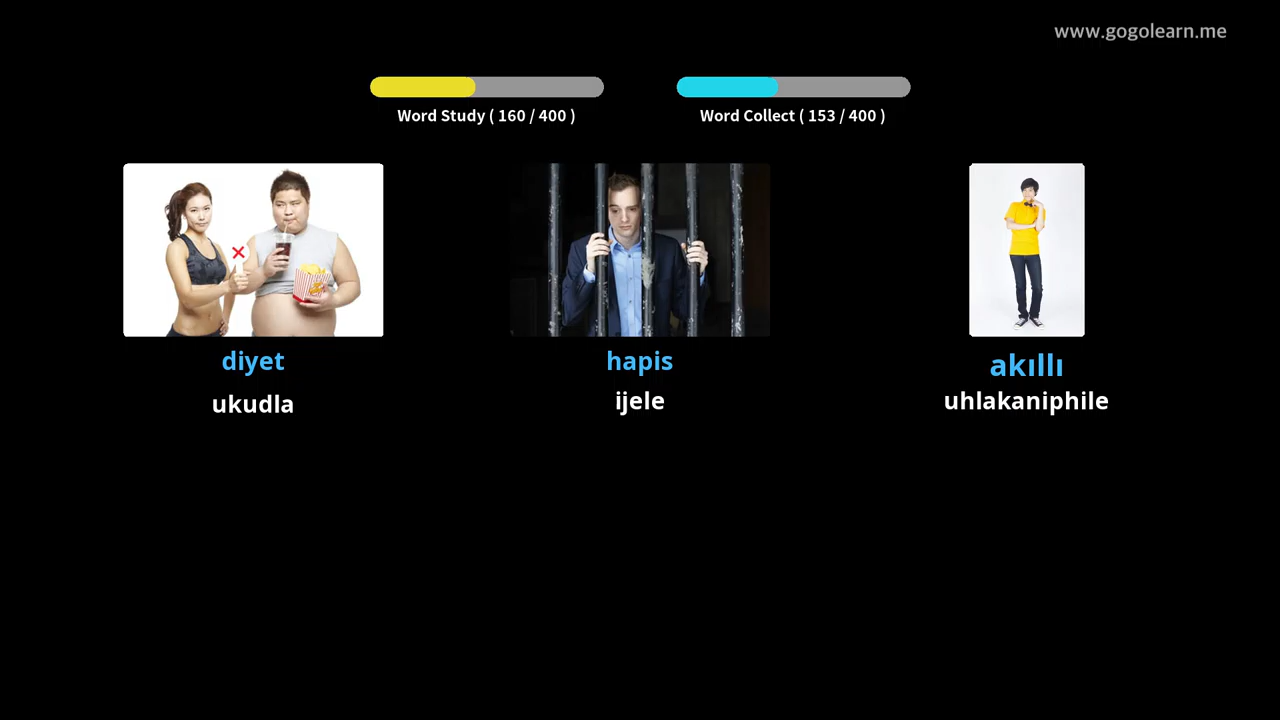 www.gogolearn.me
Word Study ( 160 / 400 )
Word Collect ( 153 / 400 )
diyet
hapis
akıllı
ukudla
ijele
uhlakaniphile